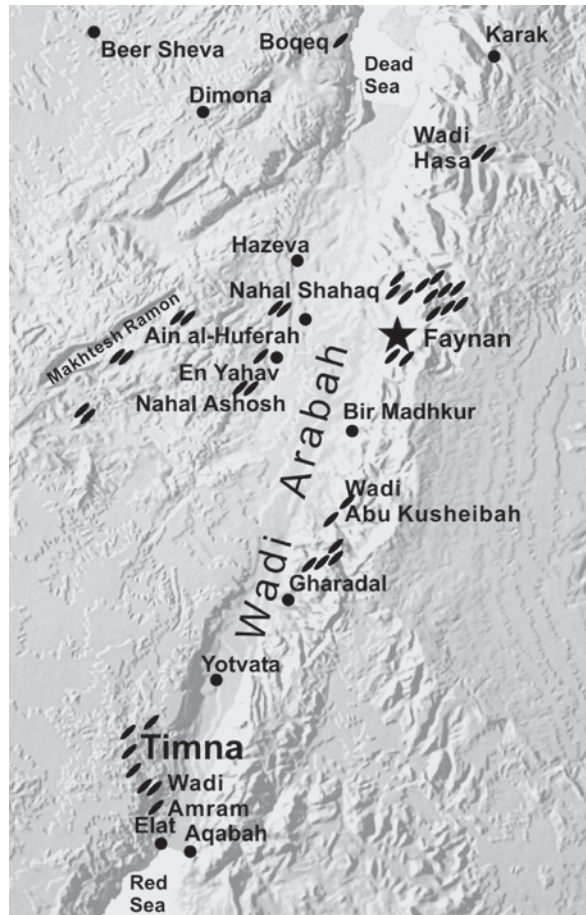 Boqeq
Karak
Beer Sheva
Dead
Sea
Dimona
Wadi
Hasa
Hazeva
Nahal Shahaq
Makhtesh Ramon
Ain al-Huferah
Faynan
En Yahav
Nahal Ashosh
Bir Madhkur
Wadi Arabah
Wadi
Abu Kusheibah
Gharadal
Yotvata
Timna
Wadi
Amram
Elat
Aqabah
Red
Sea